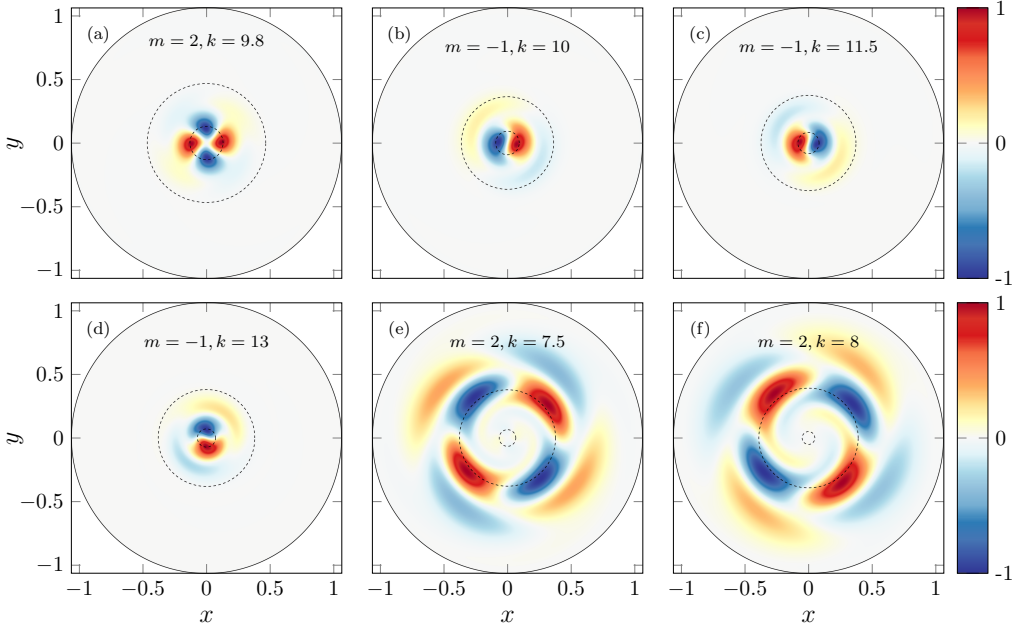 (a) m = 2, k = 9.8
(b) m = −1, k = 10
(c) m = −1, k = 11.5
1
0.5
0
−0.5
−1
y
1
0
-1
(d) m = −1, k = 13
(e) m = 2, k = 7.5
(f) m = 2, k = 8
1
0.5
0
−0.5
−1
y
1
0
-1
−1 −0.5 0 0.5 1
−1 −0.5 0 0.5 1
−1 −0.5 0 0.5 1
x
x
x